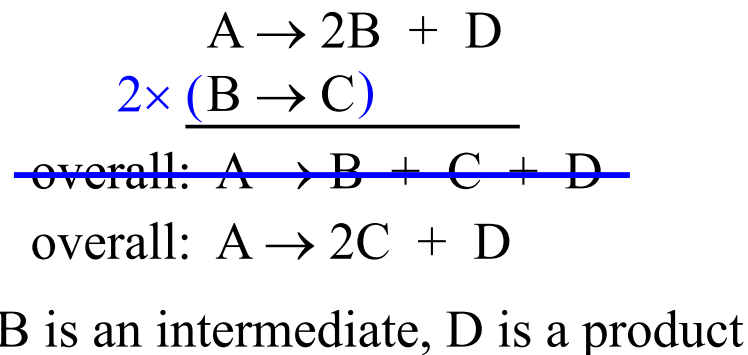 A → 2B + D
2× (B → C)
overall: A → B + C + D
overall: A → 2C + D
B is an intermediate, D is a product